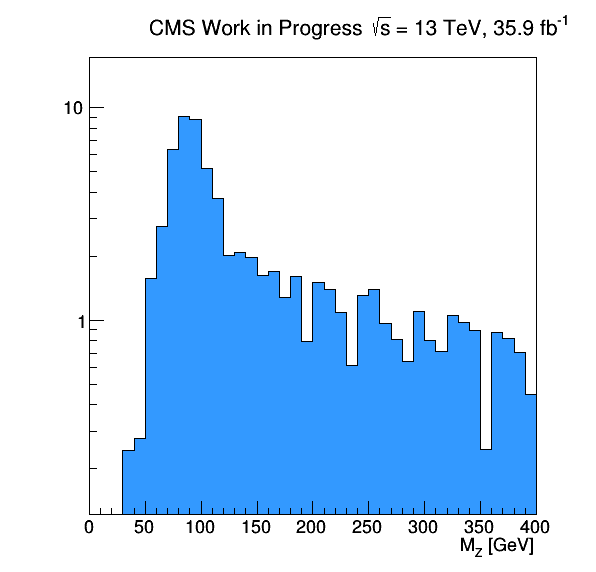 CMS Work in Progress √s = 13 TeV, 35.9 fb⁻¹
10
1
0 50 100 150 200 250 300 350 400
M_Z [GeV]